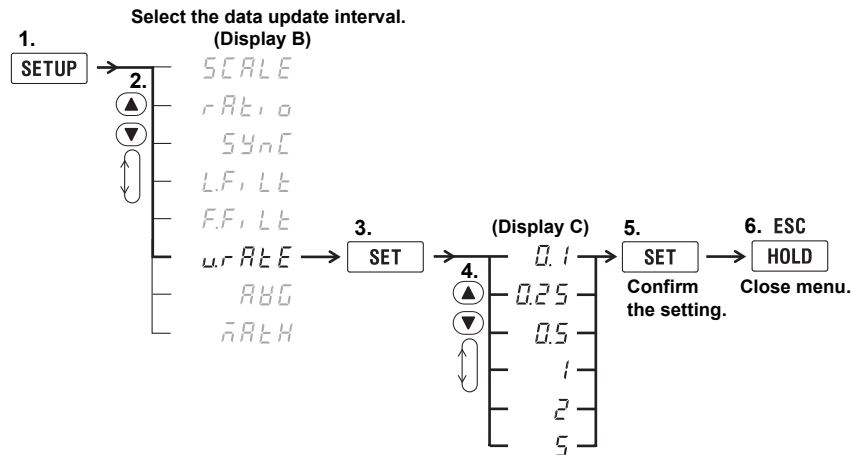 Select the data update interval.
(Display B)
1.
SETUP
2.
SCALE
rAtio
SYnC
L.FiLt
F.FiLt
u.rAtE
AVG
mAtH
3.
SET
4.
(Display C)
0.1
0.25
0.5
1
2
5
5.
SET
Confirm
the setting.
6. ESC
HOLD
Close menu.